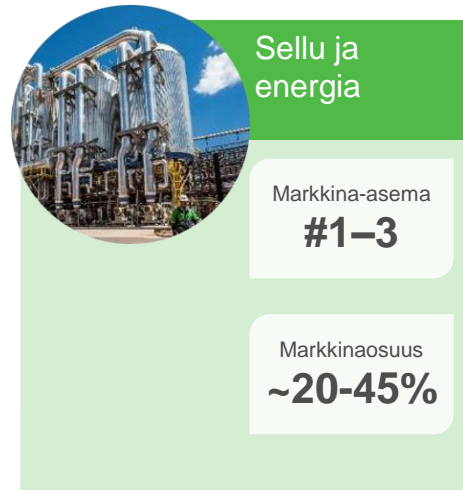 Sellu ja
energia
Markkina-asema
#1–3
Markkinaosuus
~20-45%